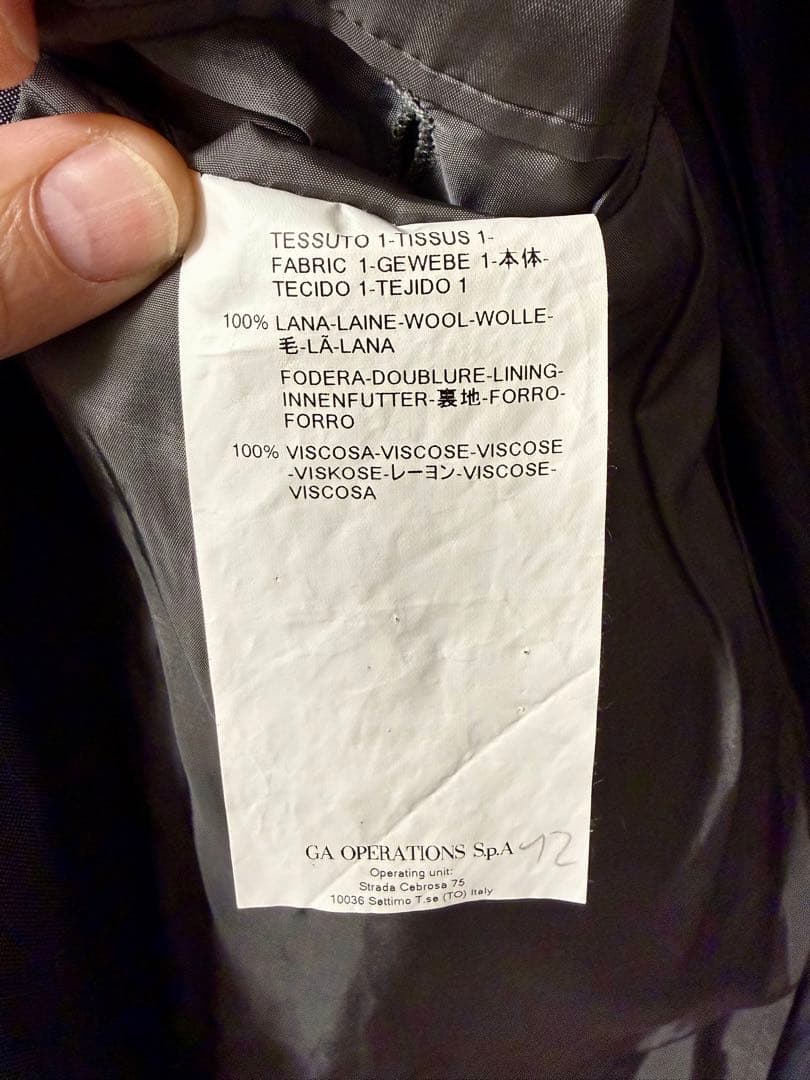 TESSUTO 1-TISSUS 1-
FABRIC 1-GEWEBE 1-本体-
TECIDO 1-TEJIDO 1
100% LANA-LAINE-WOOL-WOLLE-
毛-LÃ-LANA
FODERA-DOUBLURE-LINING-
INNENFUTTER-裏地-FORRO-
FORRO
100% VISCOSA-VISCOSE-VISCOSE
-VISKOSE-レーヨン-VISCOSE-
VISCOSA
GA OPERATIONS S.p.A 12
Operating unit:
Strada Cebrosa 75
10036 Settimo T.se (TO) Italy